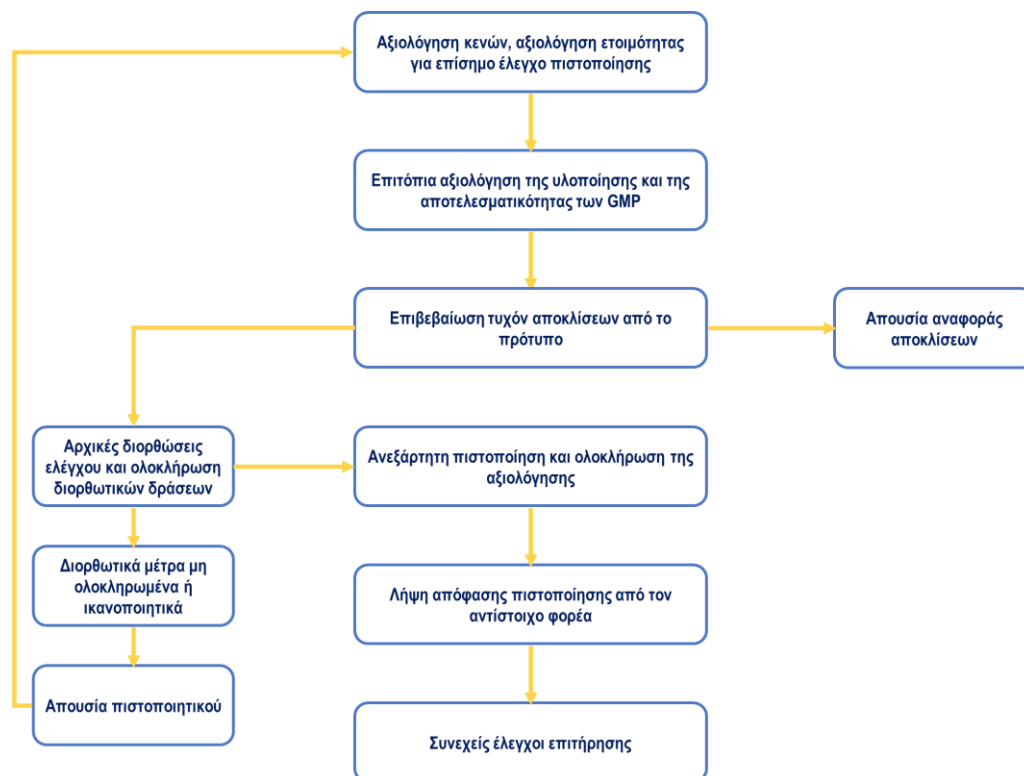 Αξιολόγηση κενών, αξιολόγηση ετοιμότητας
για επίσημο έλεγχο πιστοποίησης
Επιτόπια αξιολόγηση της υλοποίησης και της
αποτελεσματικότητας των GMP
Επιβεβαίωση τυχόν αποκλίσεων από το
πρότυπο
Απουσία αναφοράς
αποκλίσεων
Αρχικές διορθώσεις
ελέγχου και ολοκλήρωση
διορθωτικών δράσεων
Ανεξάρτητη πιστοποίηση και ολοκλήρωση της
αξιολόγησης
Διορθωτικά μέτρα μη
ολοκληρωμένα ή
ικανοποιητικά
Λήψη απόφασης πιστοποίησης από τον
αντίστοιχο φορέα
Απουσία πιστοποιητικού
Συνεχείς έλεγχοι επιτήρησης